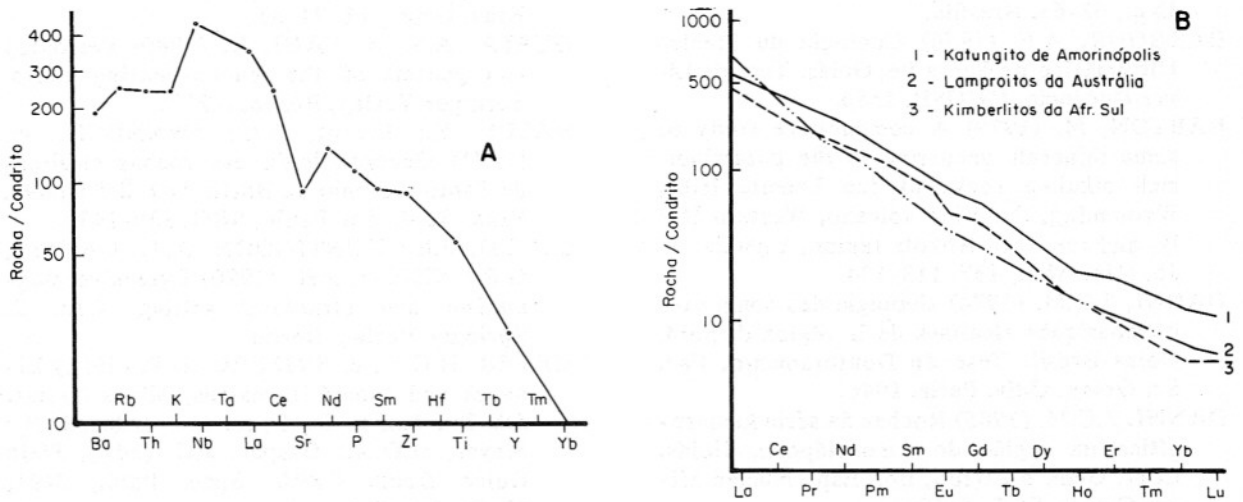 400
300
200
100
50
10
Rocha / Condrito
A
Rb K Ta Ce Nd Sm Hf Tb Tm
Ba Th Nb La Sr P Zr Ti Y Yb
1000
500
100
10
Rocha / Condrito
B
1 - Katungito de Amorinópolis
2 - Lamproitos da Austrália
3 - Kimberlitos da Afr. Sul
1
2
3
Ce Nd Sm Gd Dy Er Yb
La Pr Pm Eu Tb Ho Tm Lu